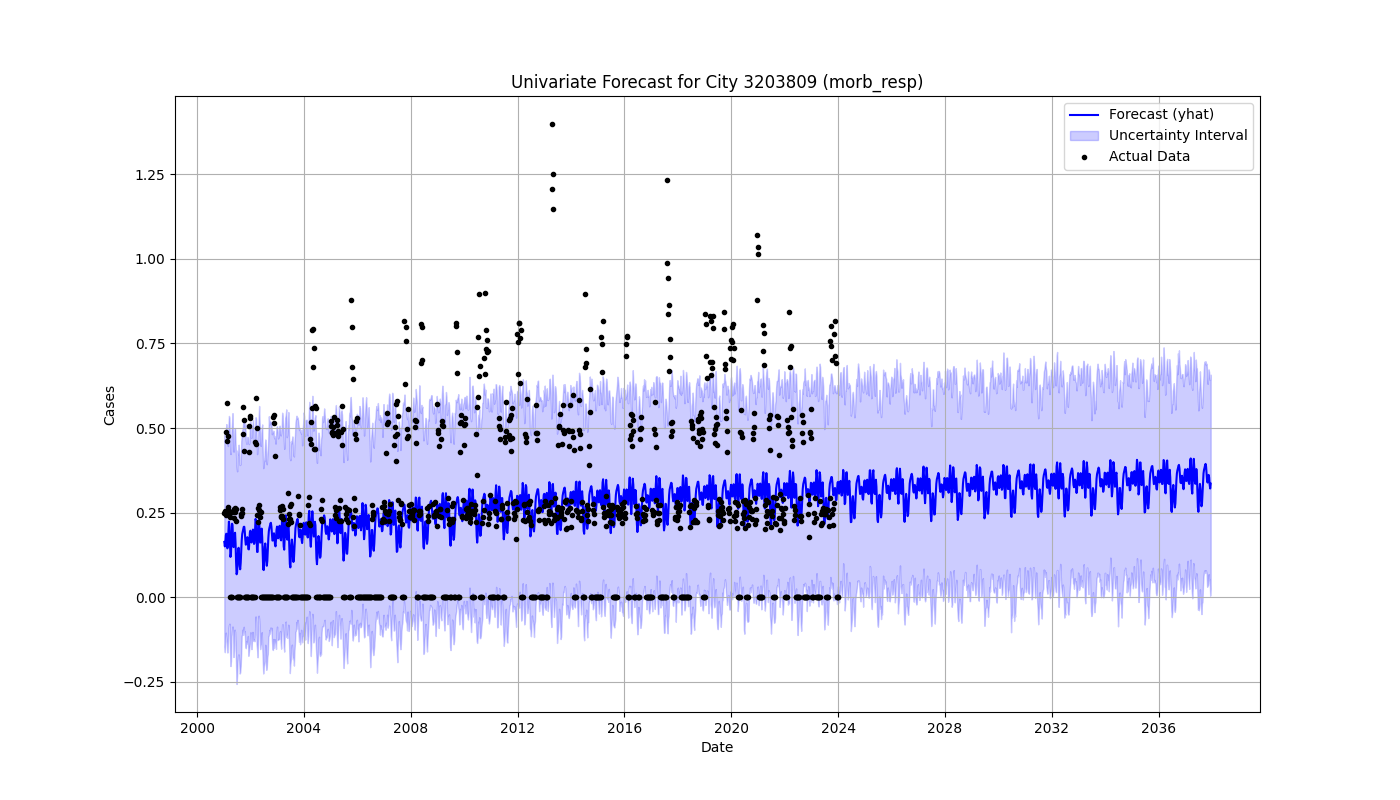 Univariate Forecast for City 3203809 (morb_resp)
Forecast (yhat)
Uncertainty Interval
Actual Data
Cases
1.25
1.00
0.75
0.50
0.25
0.00
−0.25
2000 2004 2008 2012 2016 2020 2024 2028 2032 2036
Date